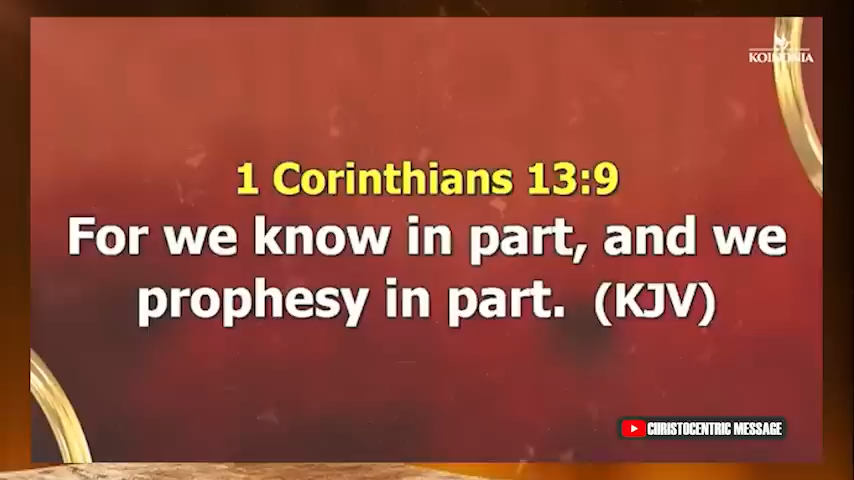 KOINONIA
1 Corinthians 13:9
For we know in part, and we
prophesy in part. (KJV)
CHRISTOCENTRIC MESSAGE